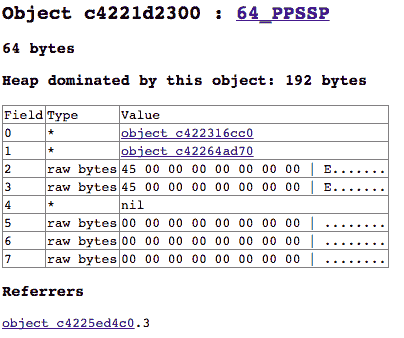 Object c4221d2300 : 64_PPSSP
64 bytes
Heap dominated by this object: 192 bytes
Field Type Value
0 * object c422316cc0
1 * object c42264ad70
2 raw bytes 45 00 00 00 00 00 00 00 | E.......
3 raw bytes 45 00 00 00 00 00 00 00 | E.......
4 * nil
5 raw bytes 00 00 00 00 00 00 00 00 | ........
6 raw bytes 00 00 00 00 00 00 00 00 | ........
7 raw bytes 00 00 00 00 00 00 00 00 | ........
Referrers
object c4225ed4c0.3